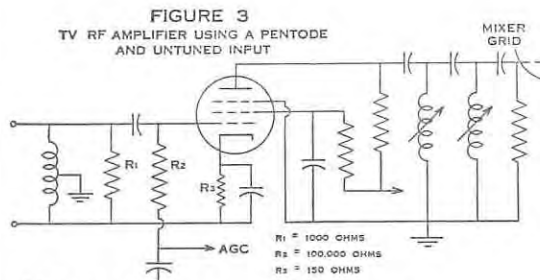 FIGURE 3
TV RF AMPLIFIER USING A PENTODE
AND UNTUNED INPUT
MIXER
GRID
R1
R2
R3
AGC
R1 = 1000 OHMS
R2 = 100,000 OHMS
R3 = 150 OHMS